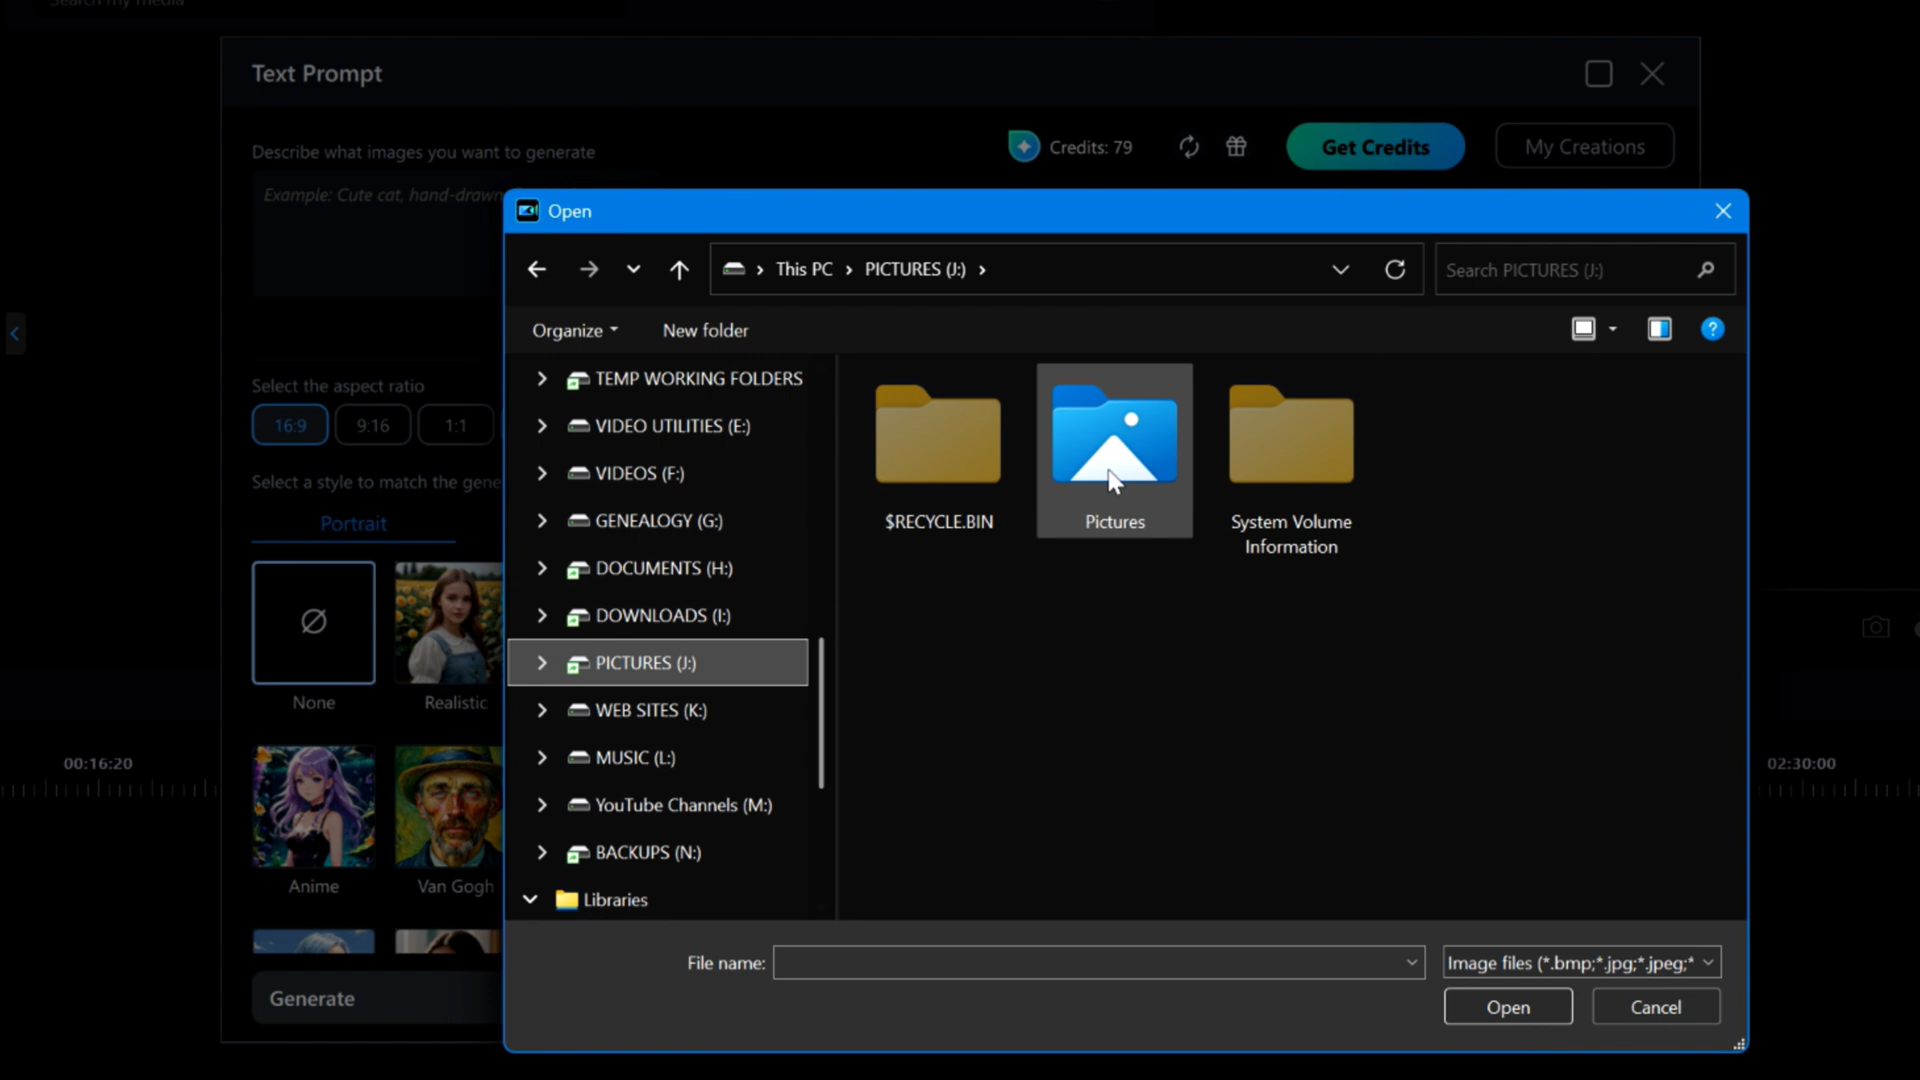 Search my media
Text Prompt
Describe what images you want to generate
Credits: 79
Get Credits
My Creations
Example: Cute cat, hand-drawn
Open
This PC
PICTURES (J:)
Search PICTURES (J:)
Organize
New folder
Select the aspect ratio
16:9
9:16
1:1
Select a style to match the gene
Portrait
None
Realistic
Anime
Van Gogh
Generate
00:16:20
02:30:00
TEMP WORKING FOLDERS
VIDEO UTILITIES (E:)
VIDEOS (F:)
GENEALOGY (G:)
DOCUMENTS (H:)
DOWNLOADS (I:)
PICTURES (J:)
WEB SITES (K:)
MUSIC (L:)
YouTube Channels (M:)
BACKUPS (N:)
Libraries
$RECYCLE.BIN
Pictures
System Volume
Information
File name:
Image files (*.bmp;*.jpg;*.jpeg;*
Open
Cancel